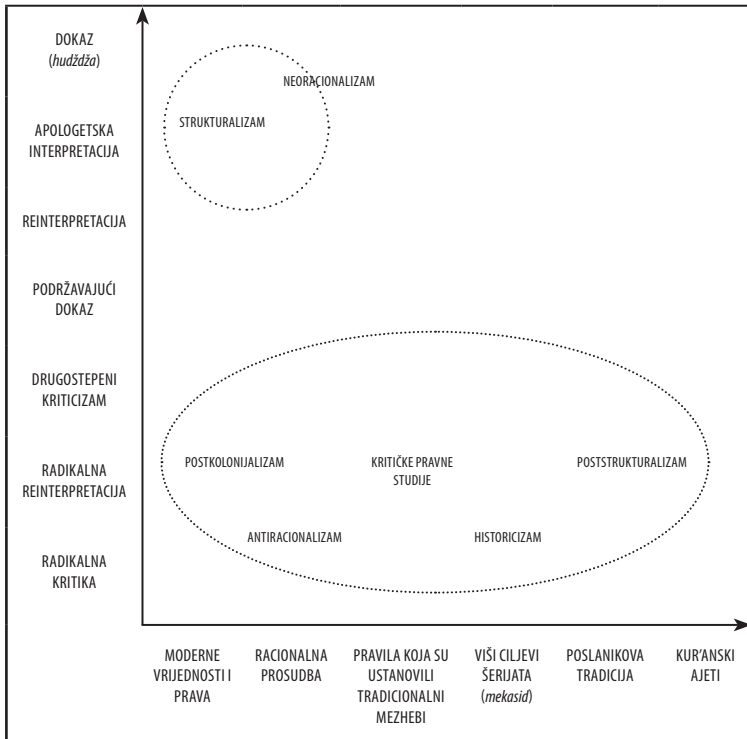 DOKAZ
(hudždža)
NEORACIONALIZAM
STRUKTURALIZAM
APOLOGETSKA
INTERPRETACIJA
REINTERPRETACIJA
PODRŽAVAJUĆI
DOKAZ
DRUGOSTEPENI
KRITICIZAM
POSTKOLONIJALIZAM
KRITIČKE PRAVNE
STUDIJE
POSTSTRUKTURALIZAM
RADIKALNA
REINTERPRETACIJA
ANTIRACIONALIZAM
HISTORICIZAM
RADIKALNA
KRITIKA
MODERNE
VRIJEDNOSTI I
PRAVA
RACIONALNA
PROSUDBA
PRAVILA KOJA SU
USTANOVILI
TRADICIONALNI
MEZHEBI
VIŠI CILJEVI
ŠERIJATA
(mekasid)
POSLANIKOVA
TRADICIJA
KUR'ANSKI
AJETI